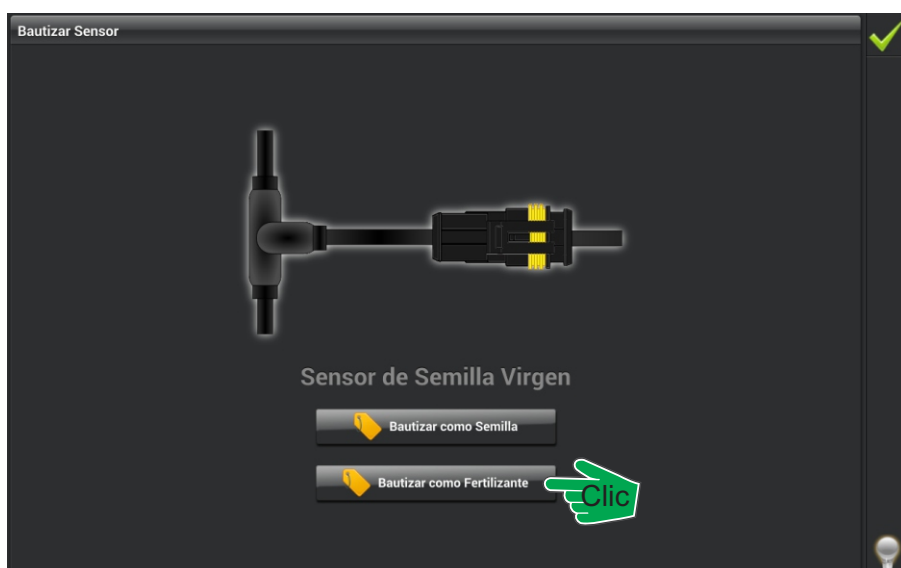 Bautizar Sensor
Sensor de Semilla Virgen
Bautizar como Semilla
Bautizar como Fertilizante
Clic